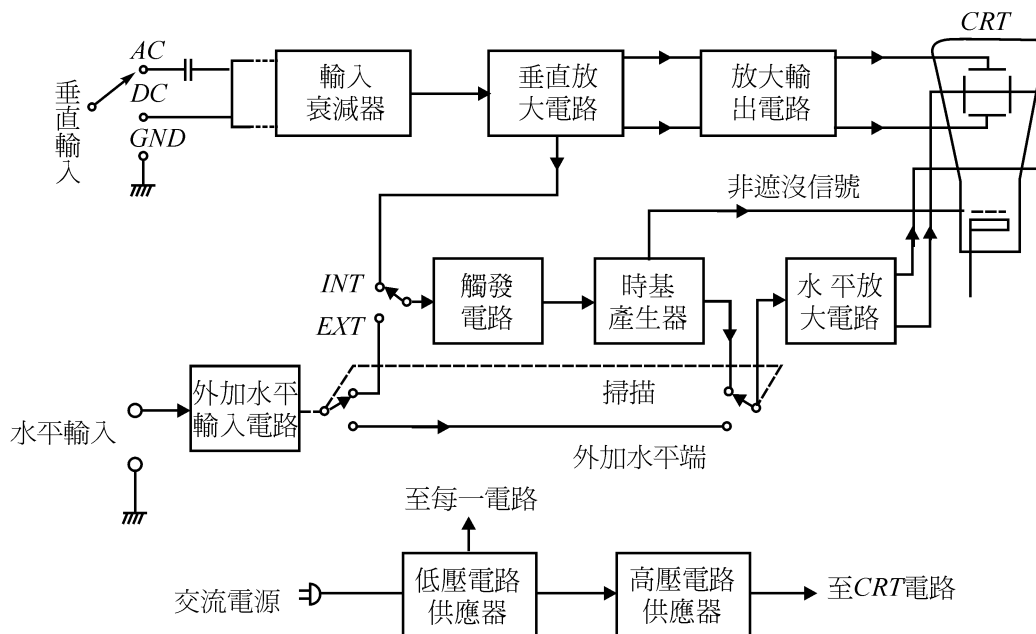 CRT
AC
DC
GND
垂直輸入
輸入
衰減器
垂直放
大電路
放大輸
出電路
非遮沒信號
INT
EXT
觸發
電路
時基
產生器
水 平放
大電路
外加水平
輸入電路
掃描
水平輸入
外加水平端
至每一電路
交流電源
低壓電路
供應器
高壓電路
供應器
至CRT電路